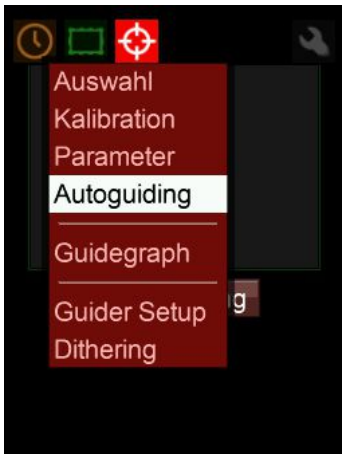 Auswahl
Kalibration
Parameter
Autoguiding
Guidegraph
Guider Setup
Dithering